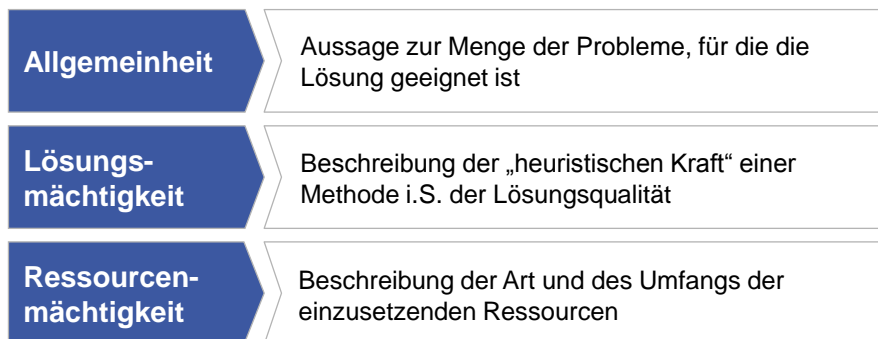 Allgemeinheit
Aussage zur Menge der Probleme, für die die
Lösung geeignet ist
Lösungs-
mächtigkeit
Beschreibung der „heuristischen Kraft“ einer
Methode i.S. der Lösungsqualität
Ressourcen-
mächtigkeit
Beschreibung der Art und des Umfangs der
einzusetzenden Ressourcen